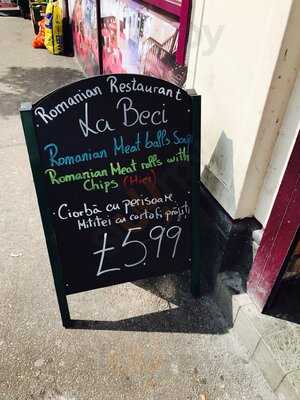 Romanian Restaurant
La Beci
Romanian Meat balls Soup
Romanian Meat rolls with
Chips (Mici)
Ciorbă cu perișoare
Mititei cu cartofi prăjiți
£5.99